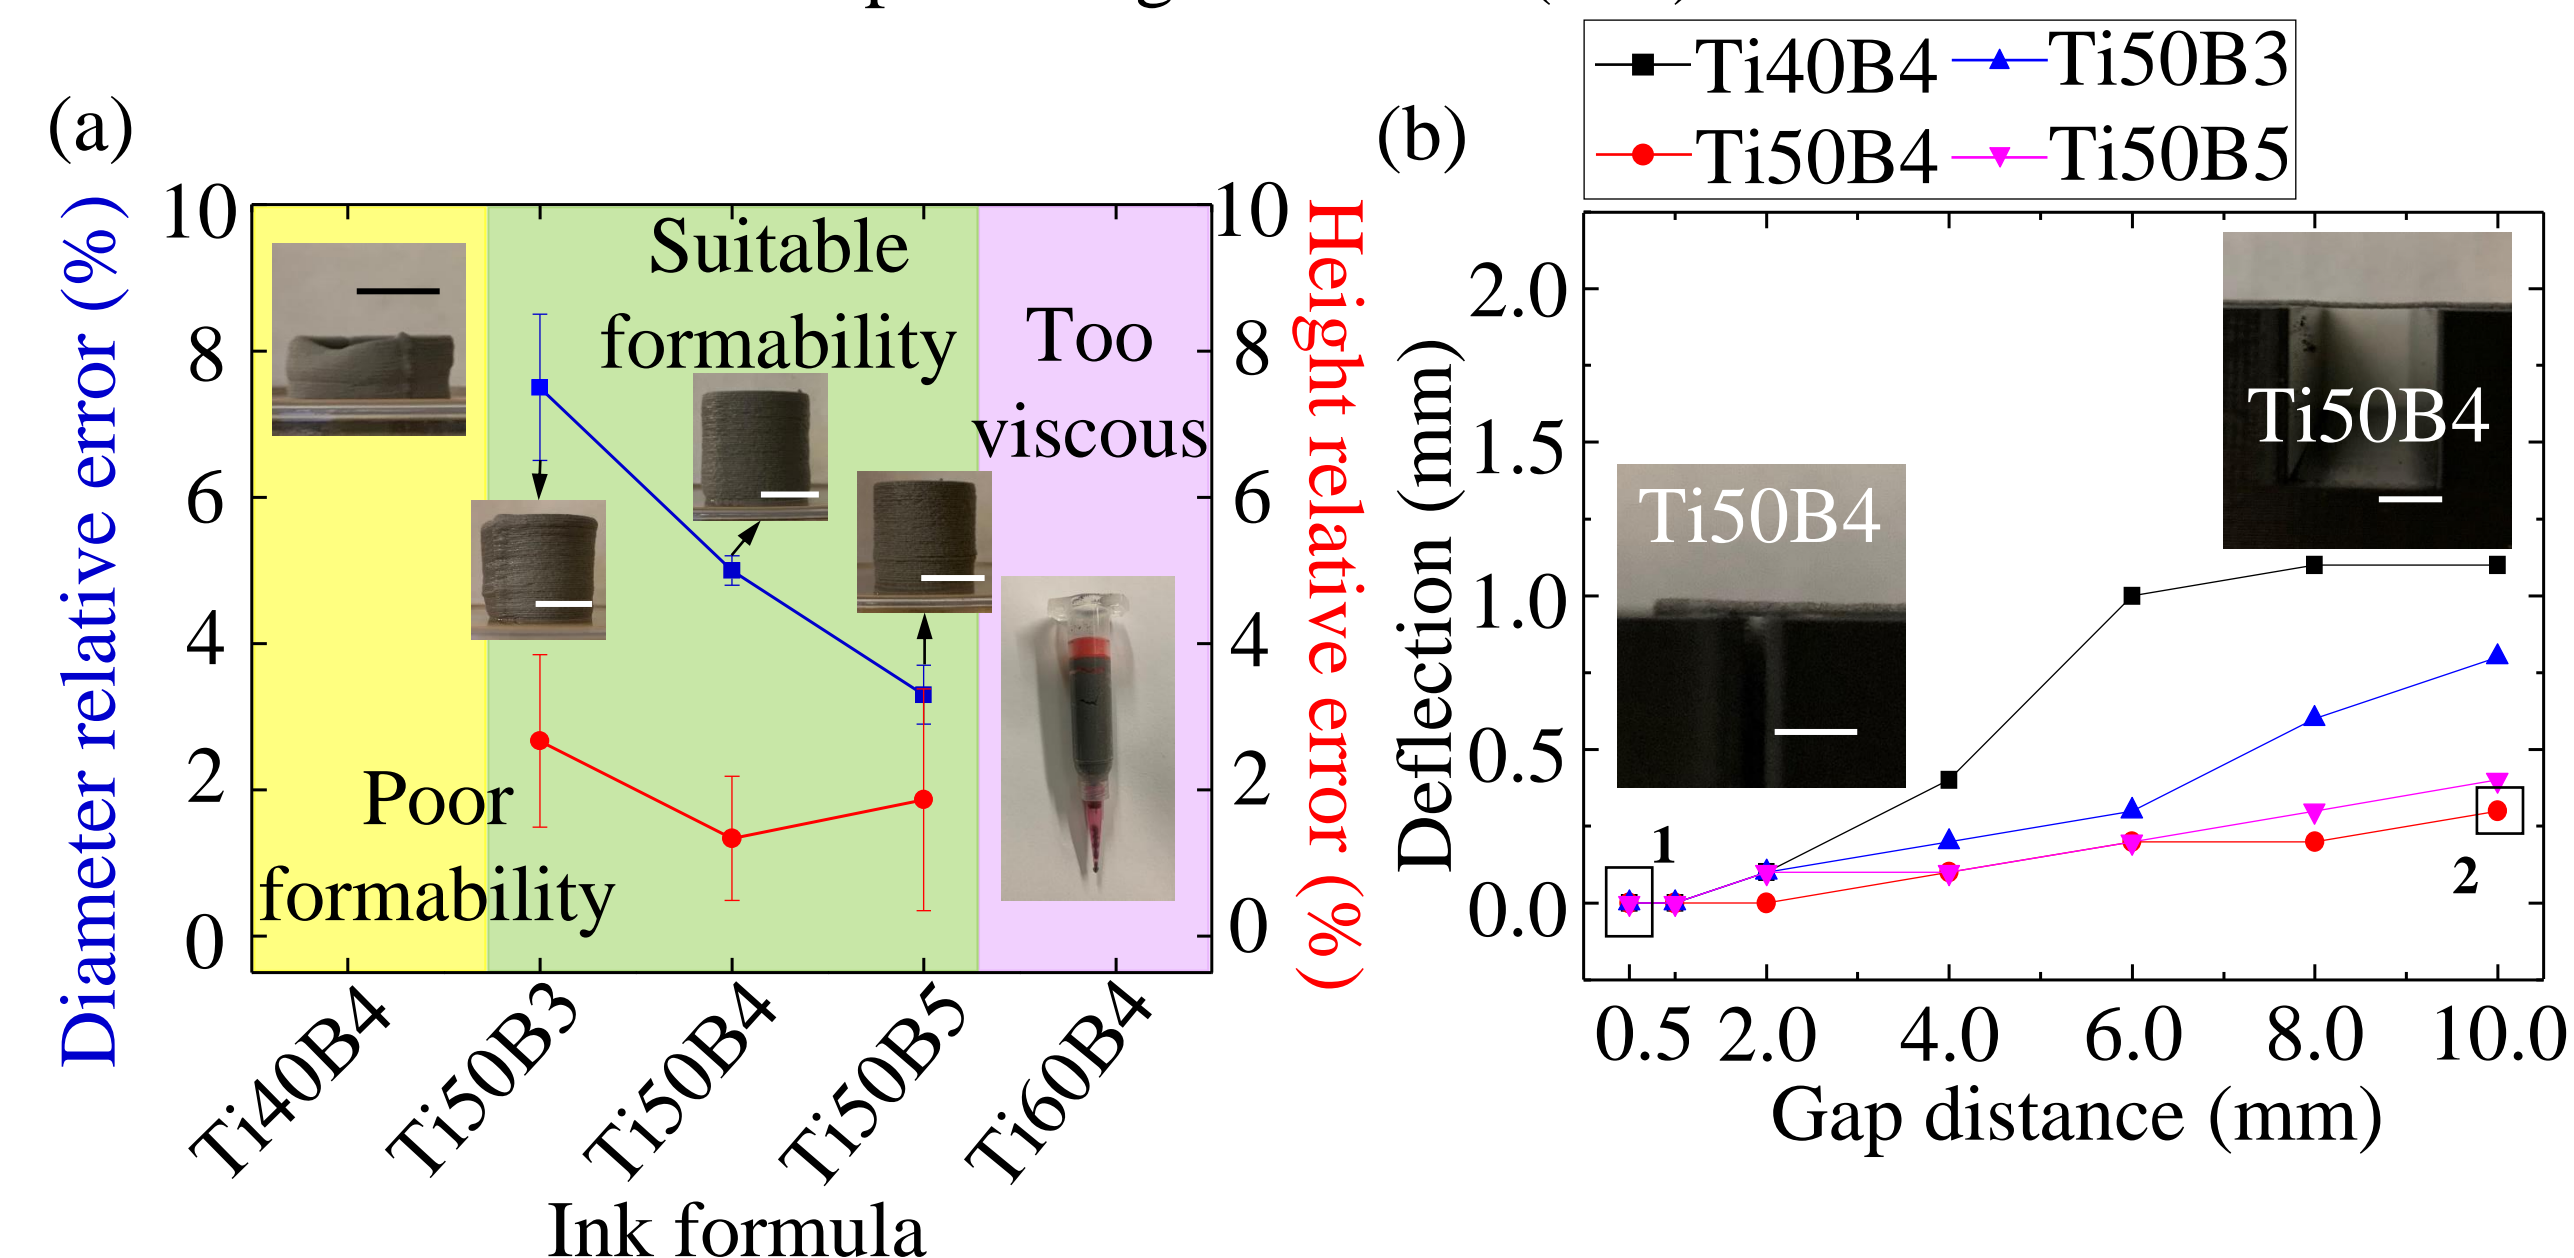 (a)
Diameter relative error (%)
10
8
6
4
2
0
Suitable
formability
Too
viscous
Poor
formability
10
8
6
4
2
0
Height relative error (%)
Ti40B4
Ti50B3
Ti50B4
Ti50B5
Ti60B4
Ink formula
(b)
Ti40B4 Ti50B3
Ti50B4 Ti50B5
Deflection (mm)
2.0
1.5
1.0
0.5
0.0
Ti50B4
Ti50B4
1
2
0.5 2.0 4.0 6.0 8.0 10.0
Gap distance (mm)